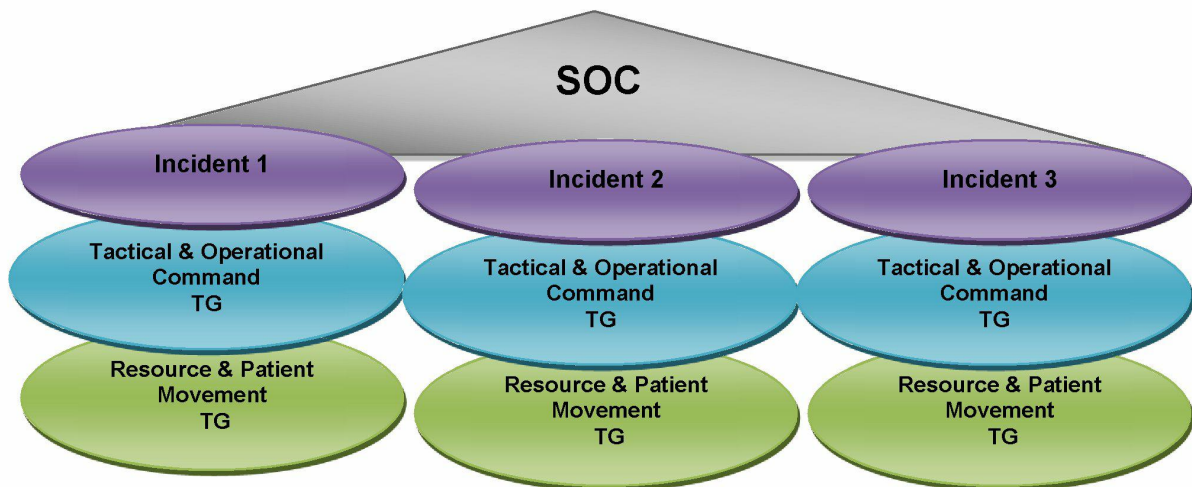 SOC
Incident 1
Incident 2
Incident 3
Tactical & Operational
Command
TG
Tactical & Operational
Command
TG
Tactical & Operational
Command
TG
Resource & Patient
Movement
TG
Resource & Patient
Movement
TG
Resource & Patient
Movement
TG